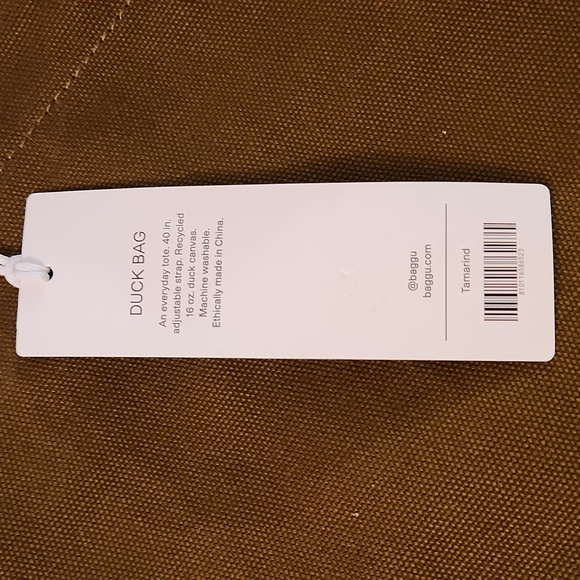 DUCK BAG
An everyday tote. 40 in.
adjustable strap. Recycled
16 oz. duck canvas.
Machine washable.
Ethically made in China.
@baggu
baggu.com
Tamarind